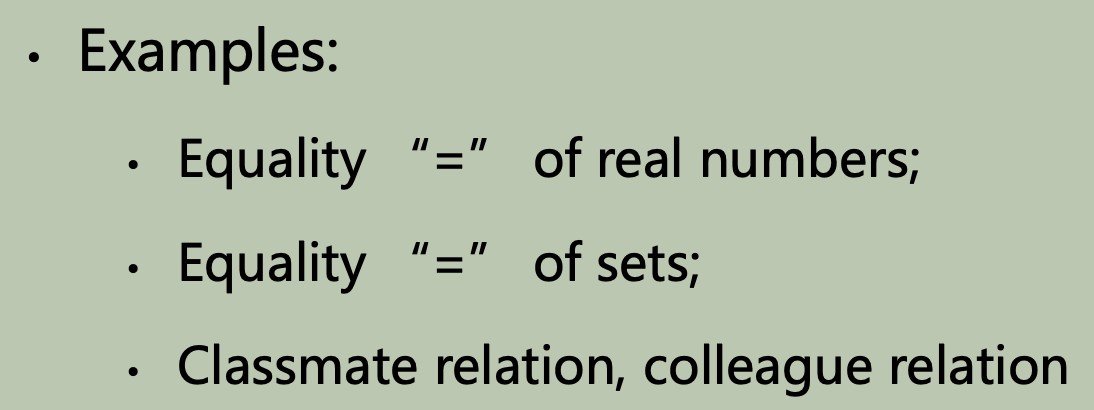 • Examples:
• Equality “=” of real numbers;
• Equality “=” of sets;
• Classmate relation, colleague relation